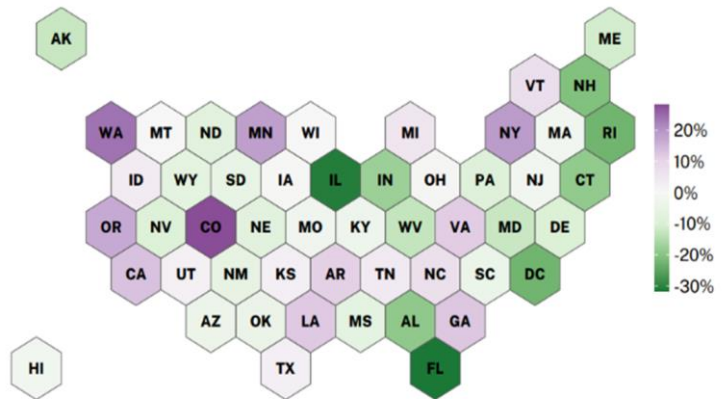 AK ME
VT NH
WA MT ND MN WI MI NY MA RI
ID WY SD IA IL IN OH PA NJ CT
OR NV CO NE MO KY WV VA MD DE
CA UT NM KS AR TN NC SC DC
AZ OK LA MS AL GA
HI TX FL
20%
10%
0%
-10%
-20%
-30%